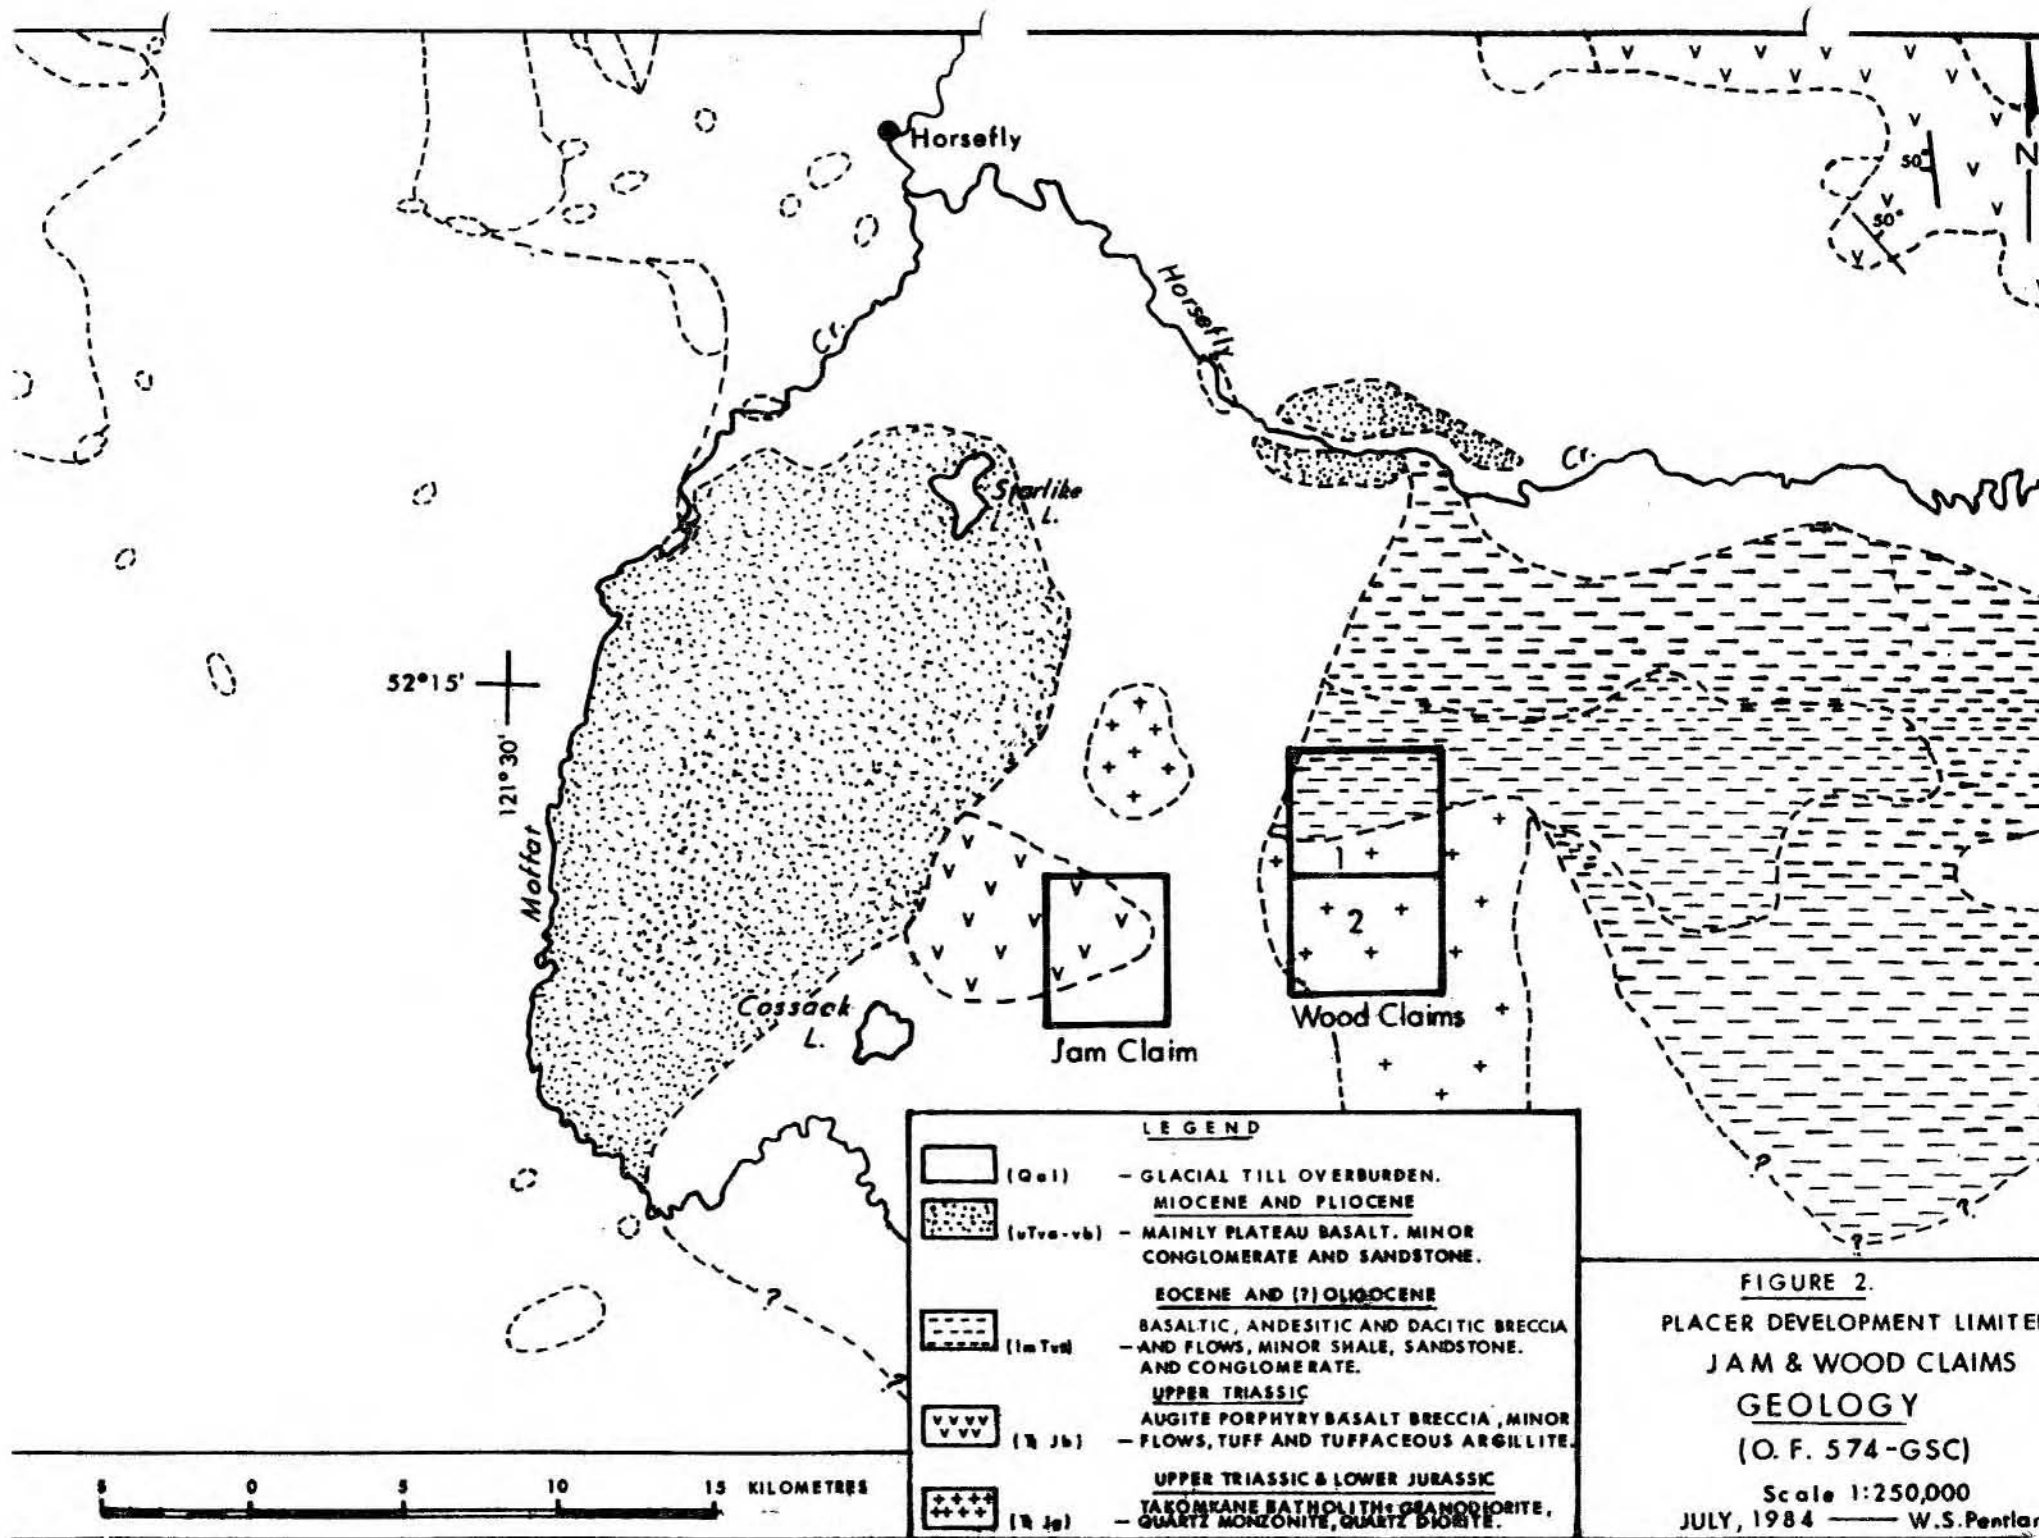 Horsefly
N
50°
50°
Horsefly
Cr.
Cr.
Starlike
L.
52°15'
121°30'
Moffat
1
2
Cossack
L.
Wood Claims
Jam Claim
?
?
?
?
?
LEGEND
(Qal) – GLACIAL TILL OVERBURDEN.
MIOCENE AND PLIOCENE
(uTva-vb) – MAINLY PLATEAU BASALT. MINOR
CONGLOMERATE AND SANDSTONE.
EOCENE AND (?) OLIGOCENE
BASALTIC, ANDESITIC AND DACITIC BRECCIA
– AND FLOWS, MINOR SHALE, SANDSTONE.
AND CONGLOMERATE.
UPPER TRIASSIC
AUGITE PORPHYRY BASALT BRECCIA, MINOR
– FLOWS, TUFF AND TUFFACEOUS ARGILLITE.
UPPER TRIASSIC & LOWER JURASSIC
TAKOMKANE BATHOLITH: GRANODIORITE,
– QUARTZ MONZONITE, QUARTZ DIORITE.
FIGURE 2.
PLACER DEVELOPMENT LIMITE
JAM & WOOD CLAIMS
GEOLOGY
(O. F. 574-GSC)
Scale 1:250,000
JULY, 1984 —— W.S.Pentla
5 0 5 10 15 KILOMETRES